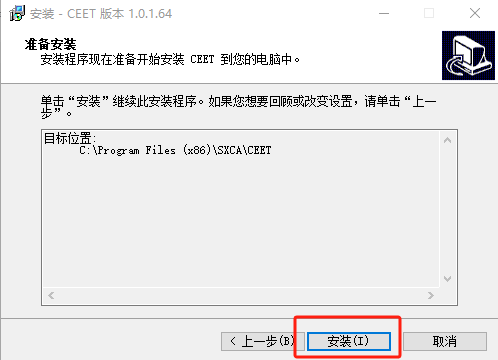 安装 - CEET 版本 1.0.1.64
准备安装
安装程序现在准备开始安装 CEET 到您的电脑中。
单击“安装”继续此安装程序。如果您想要回顾或改变设置，请单击“上一
步”。
目标位置:
C:\Program Files (x86)\SXCA\CEET
< 上一步(B)
安装(I)
取消